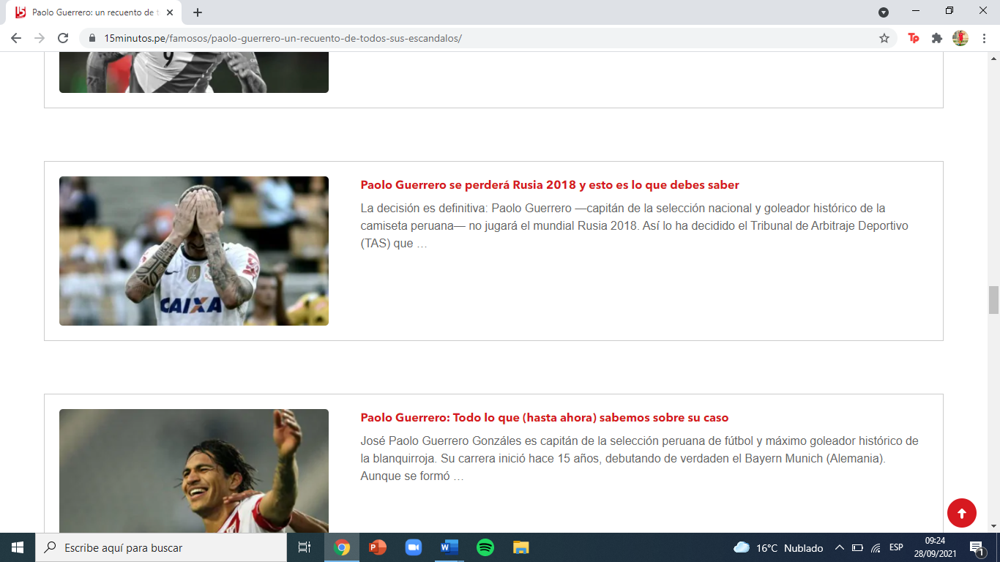 Paolo Guerrero: un recuento de t
15minutos.pe/famosos/paolo-guerrero-un-recuento-de-todos-sus-escandalos/
9
Paolo Guerrero se perderá Rusia 2018 y esto es lo que debes saber
La decisión es definitiva: Paolo Guerrero —capitán de la selección nacional y goleador histórico de la
camiseta peruana— no jugará el mundial Rusia 2018. Así lo ha decidido el Tribunal de Arbitraje Deportivo
(TAS) que …
CAIXA
Paolo Guerrero: Todo lo que (hasta ahora) sabemos sobre su caso
José Paolo Guerrero Gonzáles es capitán de la selección peruana de fútbol y máximo goleador histórico de
la blanquirroja. Su carrera inició hace 15 años, debutando de verdaden el Bayern Munich (Alemania).
Aunque se formó …
Escribe aquí para buscar
16°C Nublado
ESP
09:24
28/09/2021
1